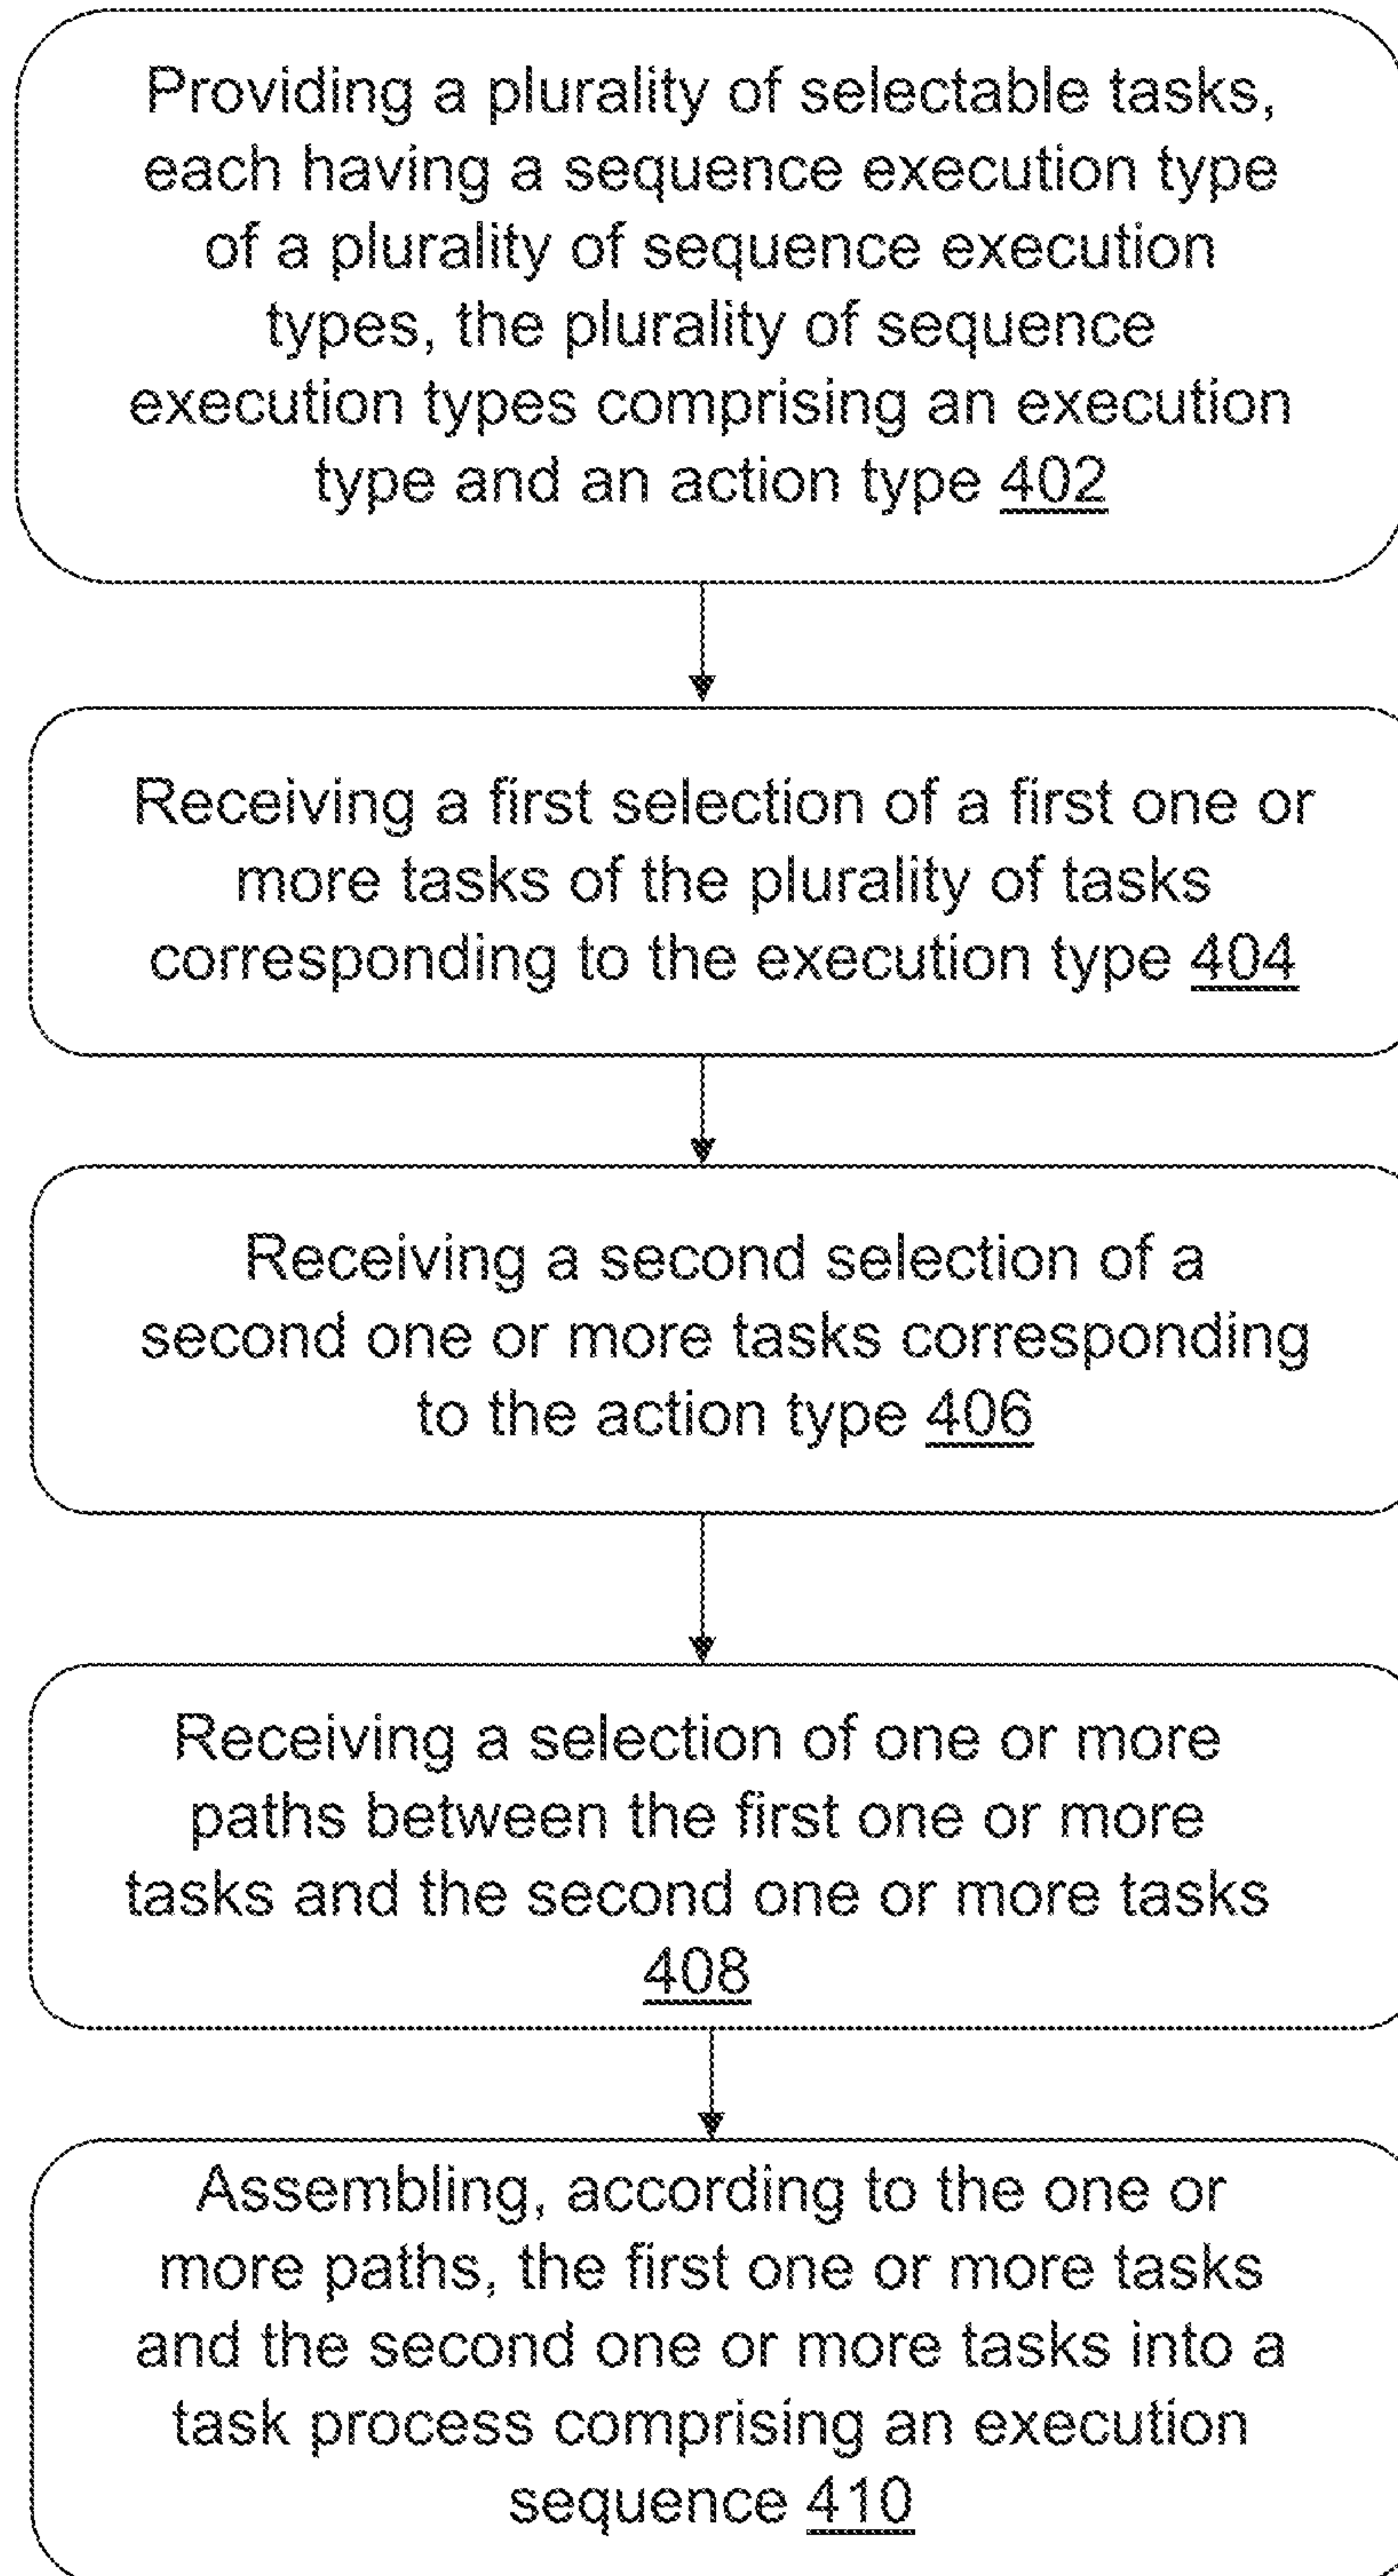 Providing a plurality of selectable tasks,
each having a sequence execution type
of a plurality of sequence execution
types, the plurality of sequence
execution types comprising an execution
type and an action type 402
Receiving a first selection of a first one or
more tasks of the plurality of tasks
corresponding to the execution type 404
Receiving a second selection of a
second one or more tasks corresponding
to the action type 406
Receiving a selection of one or more
paths between the first one or more
tasks and the second one or more tasks
408
Assembling, according to the one or
more paths, the first one or more tasks
and the second one or more tasks into a
task process comprising an execution
sequence 410